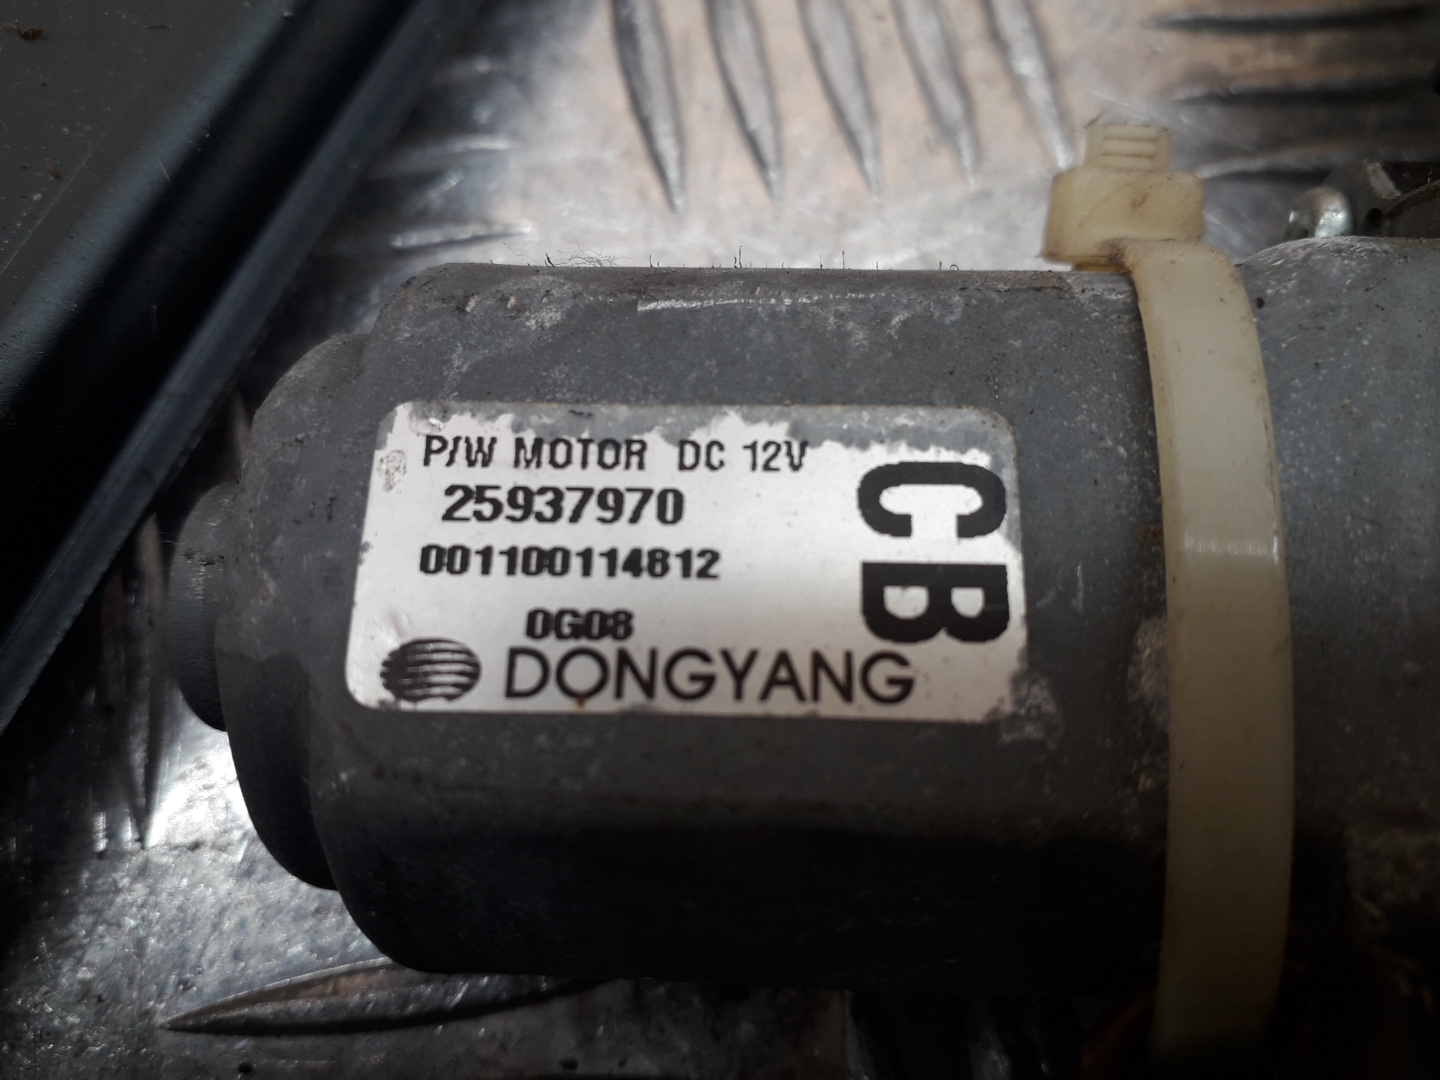 P/W MOTOR DC 12V
25937970
001100114812
0G08
DONGYANG
CB